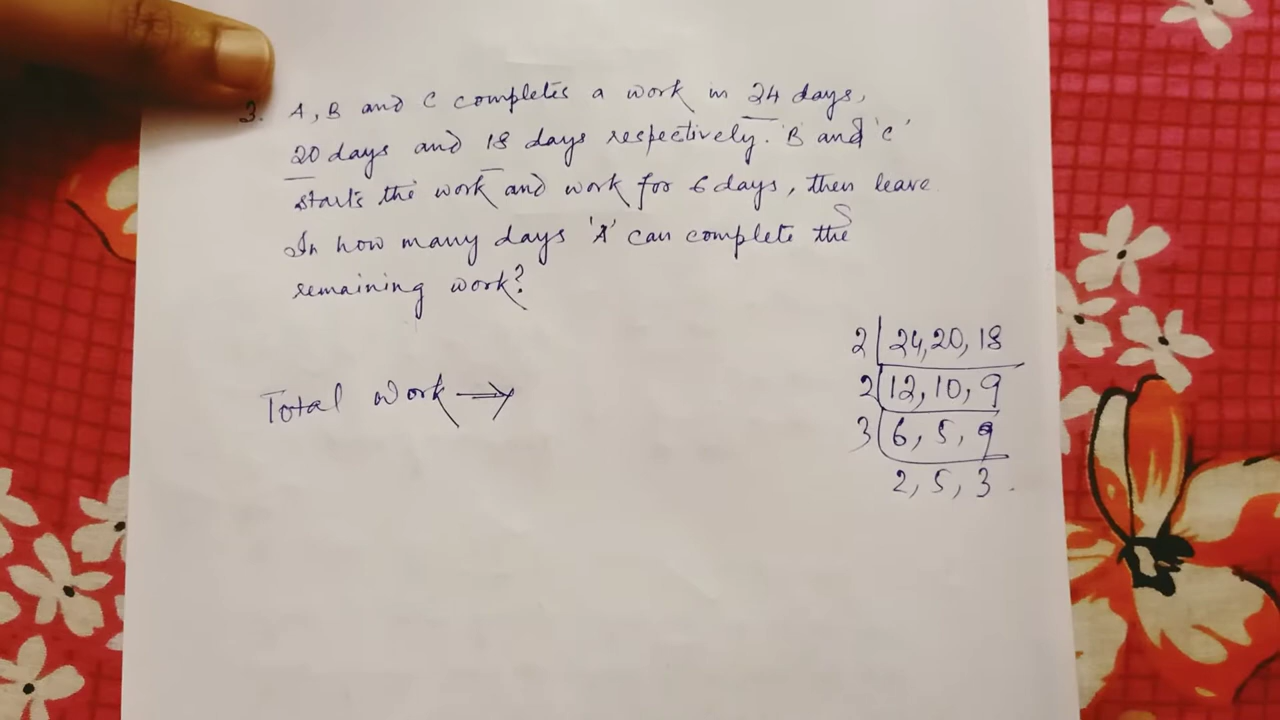 3. A, B and C completes a work in 24 days,
20 days and 18 days respectively. 'B' and 'C'
starts the work and work for 6 days, then leave.
In how many days 'A' can complete the
remaining work?
Total Work →
2 | 24, 20, 18
2 | 12, 10, 9
3 | 6, 5, 9
2, 5, 3.